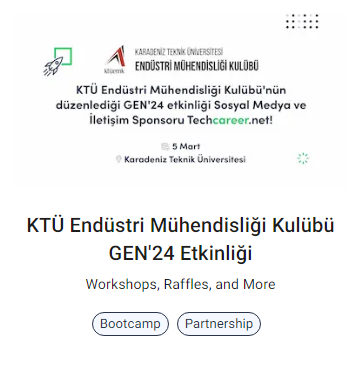 KARADENİZ TEKNİK ÜNİVERSİTESİ
ENDÜSTRİ MÜHENDİSLİĞİ KULÜBÜ
KTÜ Endüstri Mühendisliği Kulübü'nün
düzenlediği GEN'24 etkinliği Sosyal Medya ve
İletişim Sponsoru Techcareer.net!
5 Mart
Karadeniz Teknik Üniversitesi
KTÜ Endüstri Mühendisliği Kulübü
GEN'24 Etkinliği
Workshops, Raffles, and More
Bootcamp Partnership